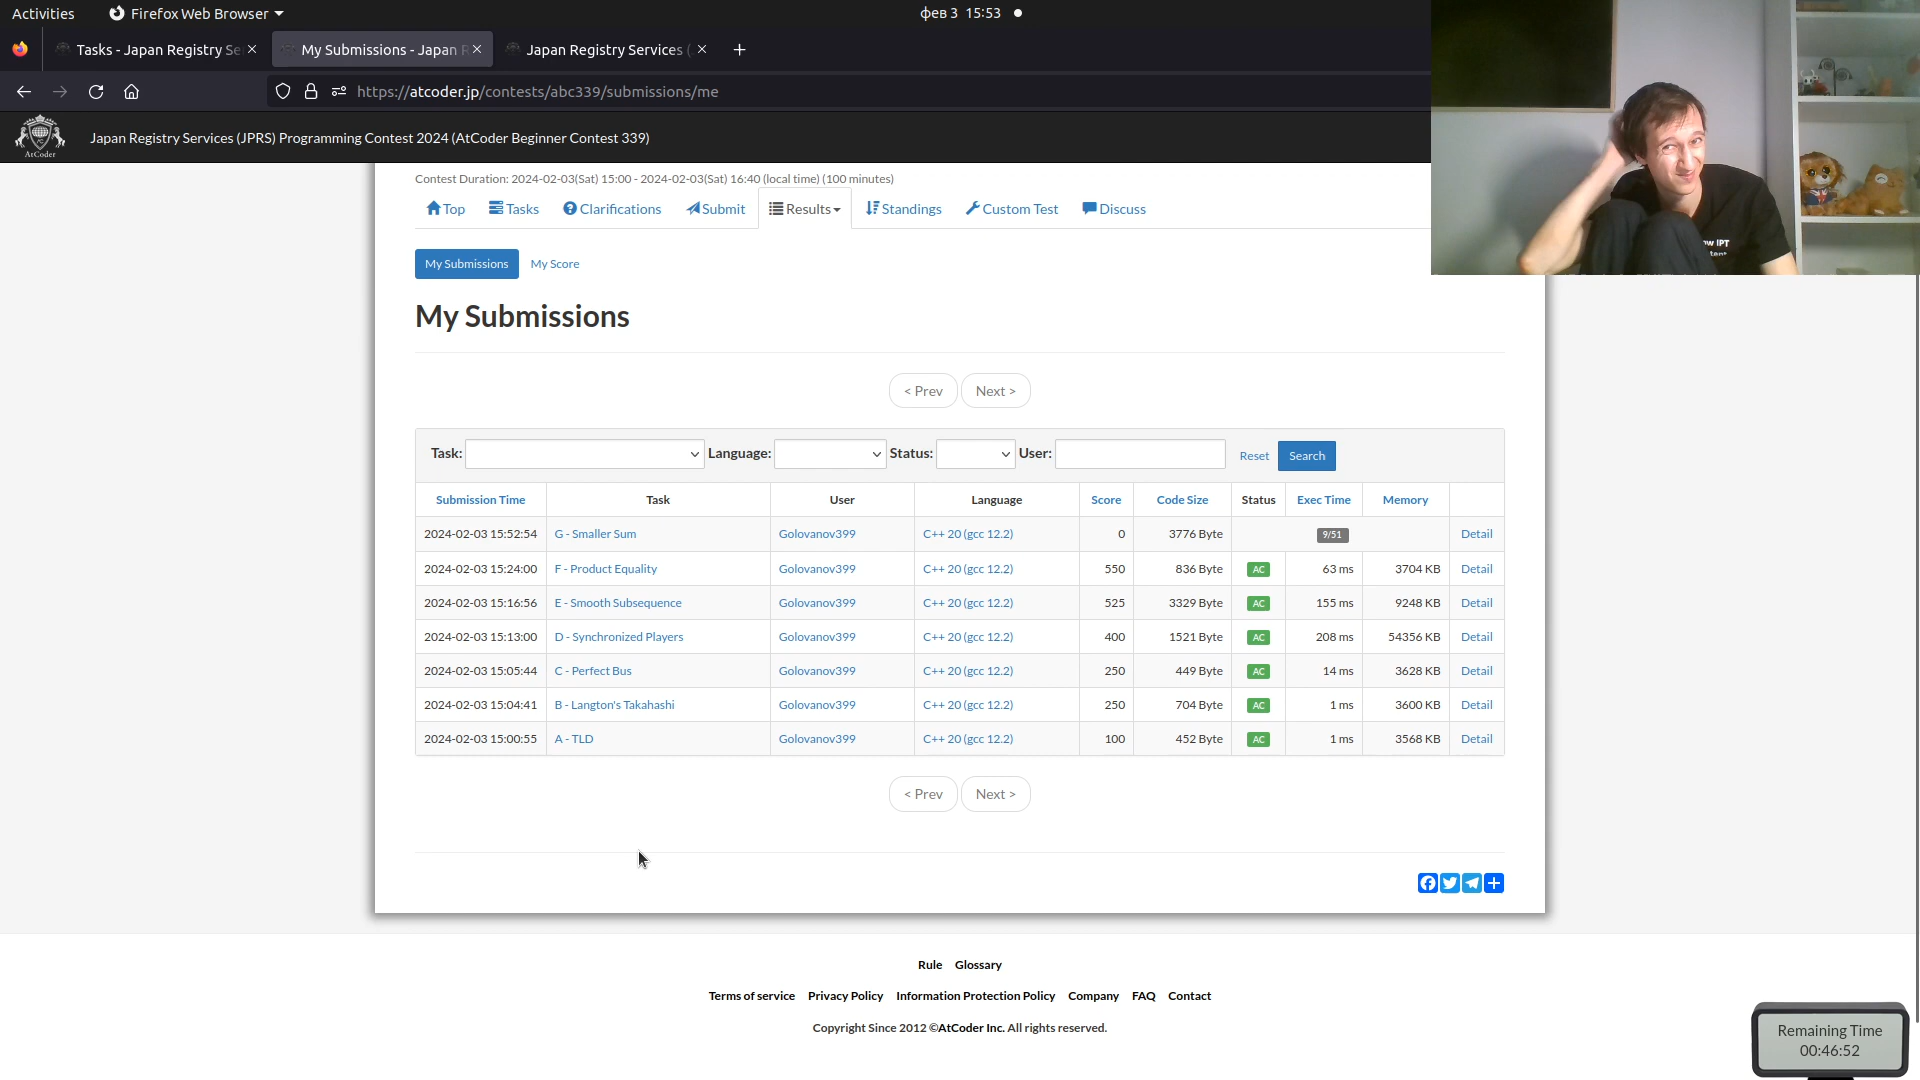 Activities Firefox Web Browser фев 3 15:53
Tasks - Japan Registry Se My Submissions - Japan R Japan Registry Services (
https://atcoder.jp/contests/abc339/submissions/me
AtCoder Japan Registry Services (JPRS) Programming Contest 2024 (AtCoder Beginner Contest 339)
Contest Duration: 2024-02-03(Sat) 15:00 - 2024-02-03(Sat) 16:40 (local time) (100 minutes)
Top Tasks Clarifications Submit Results Standings Custom Test Discuss
My Submissions My Score
My Submissions
< Prev Next >
Task: Language: Status: User: Reset Search
Submission Time Task User Language Score Code Size Status Exec Time Memory
2024-02-03 15:52:54 G - Smaller Sum Golovanov399 C++ 20 (gcc 12.2) 0 3776 Byte 9/51 Detail
2024-02-03 15:24:00 F - Product Equality Golovanov399 C++ 20 (gcc 12.2) 550 836 Byte AC 63 ms 3704 KB Detail
2024-02-03 15:16:56 E - Smooth Subsequence Golovanov399 C++ 20 (gcc 12.2) 525 3329 Byte AC 155 ms 9248 KB Detail
2024-02-03 15:13:00 D - Synchronized Players Golovanov399 C++ 20 (gcc 12.2) 400 1521 Byte AC 208 ms 54356 KB Detail
2024-02-03 15:05:44 C - Perfect Bus Golovanov399 C++ 20 (gcc 12.2) 250 449 Byte AC 14 ms 3628 KB Detail
2024-02-03 15:04:41 B - Langton's Takahashi Golovanov399 C++ 20 (gcc 12.2) 250 704 Byte AC 1 ms 3600 KB Detail
2024-02-03 15:00:55 A - TLD Golovanov399 C++ 20 (gcc 12.2) 100 452 Byte AC 1 ms 3568 KB Detail
< Prev Next >
Rule Glossary
Terms of service Privacy Policy Information Protection Policy Company FAQ Contact
Copyright Since 2012 ©AtCoder Inc. All rights reserved.
Remaining Time
00:46:52